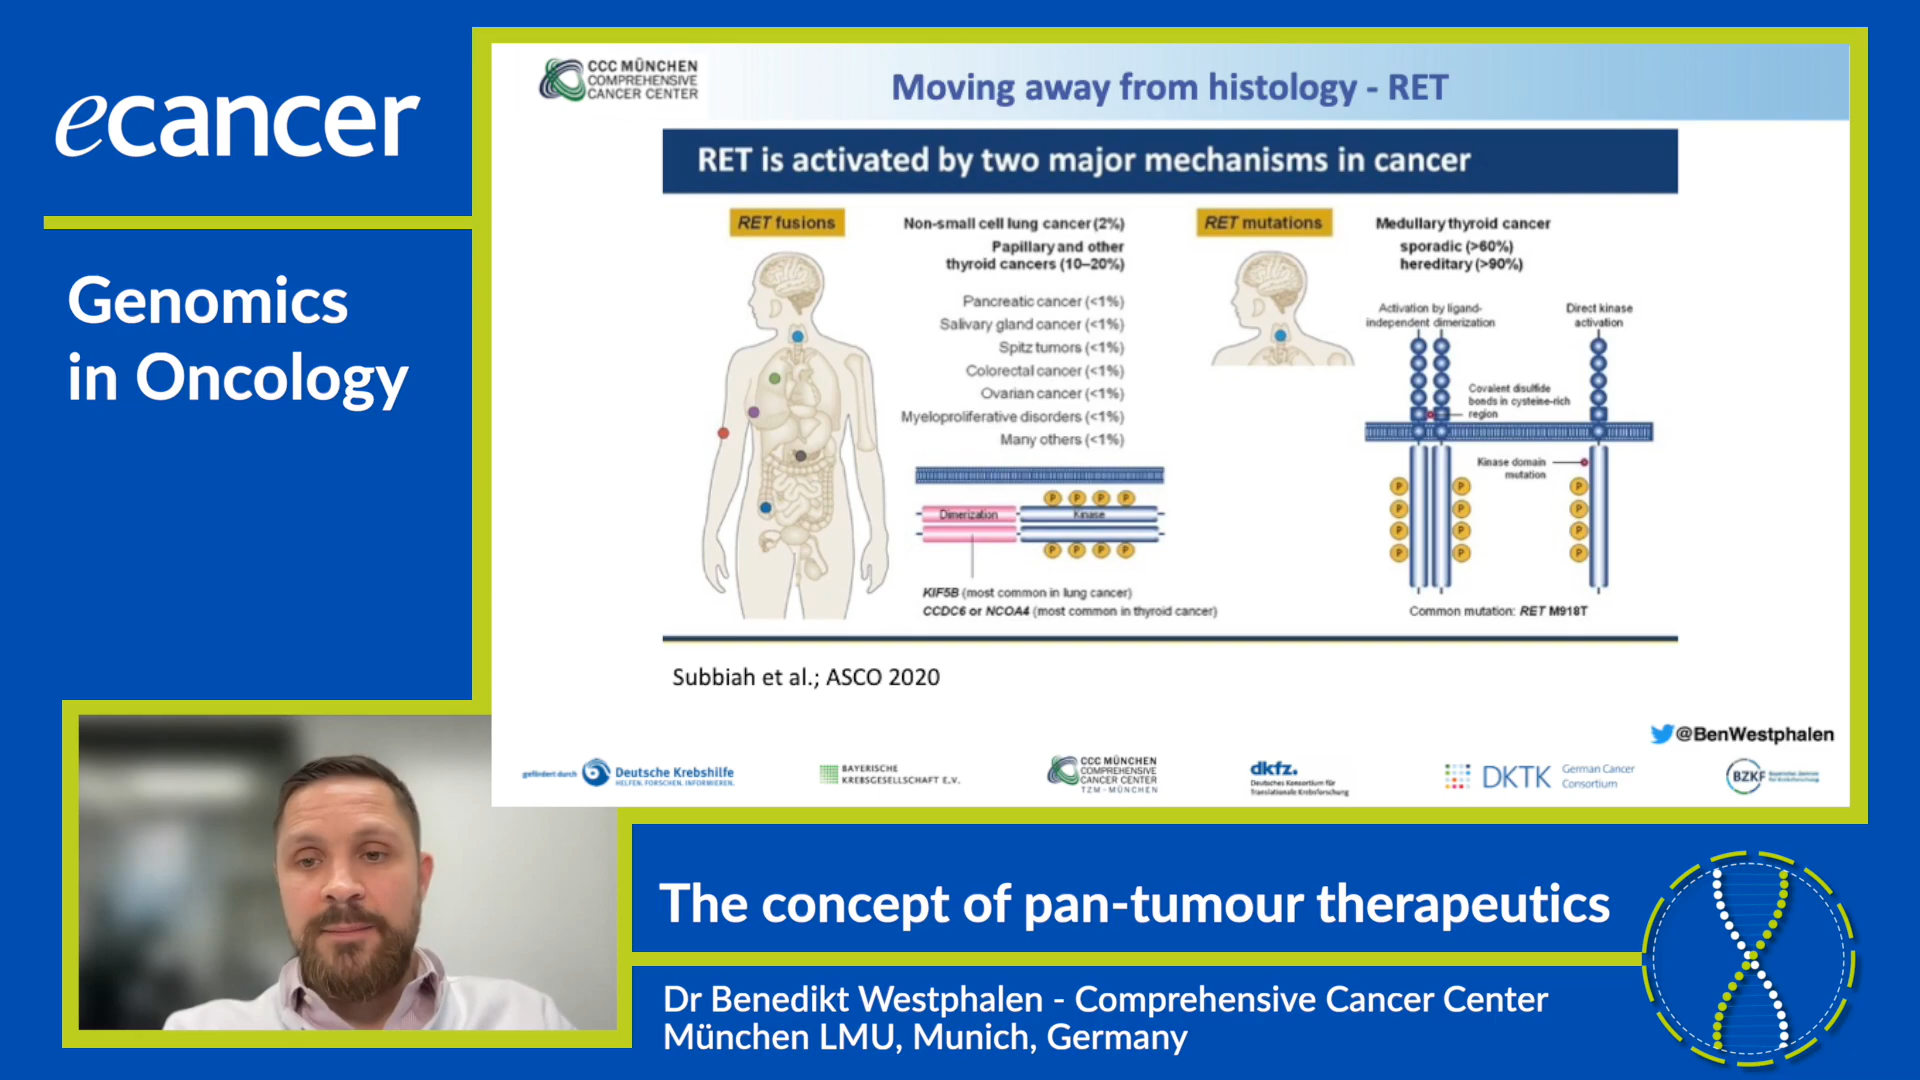 ecancer
Genomics
in Oncology
CCC MÜNCHEN
COMPREHENSIVE
CANCER CENTER
Moving away from histology - RET
RET is activated by two major mechanisms in cancer
RET fusions
Non-small cell lung cancer (2%)
Papillary and other
thyroid cancers (10–20%)
Pancreatic cancer (<1%)
Salivary gland cancer (<1%)
Spitz tumors (<1%)
Colorectal cancer (<1%)
Ovarian cancer (<1%)
Myeloproliferative disorders (<1%)
Many others (<1%)
P P P P
Dimerization
Kinase
P P P P
KIF5B (most common in lung cancer)
CCDC6 or NCOA4 (most common in thyroid cancer)
RET mutations
Medullary thyroid cancer
sporadic (>60%)
hereditary (>90%)
Activation by ligand-
independent dimerization
Direct kinase
activation
Covalent disulfide
bonds in cysteine-rich
region
Kinase domain
mutation
P P P
P P P
P P P
P P P
Common mutation: RET M918T
Subbiah et al.; ASCO 2020
@BenWestphalen
gefördert durch
Deutsche Krebshilfe
HELFEN. FORSCHEN. INFORMIEREN.
BAYERISCHE
KREBSGESELLSCHAFT E.V.
CCC MÜNCHEN
COMPREHENSIVE
CANCER CENTER
TZM - MÜNCHEN
dkfz.
Deutsches Konsortium für
Translationale Krebsforschung
DKTK
German Cancer
Consortium
BZKF
The concept of pan-tumour therapeutics
Dr Benedikt Westphalen - Comprehensive Cancer Center
München LMU, Munich, Germany